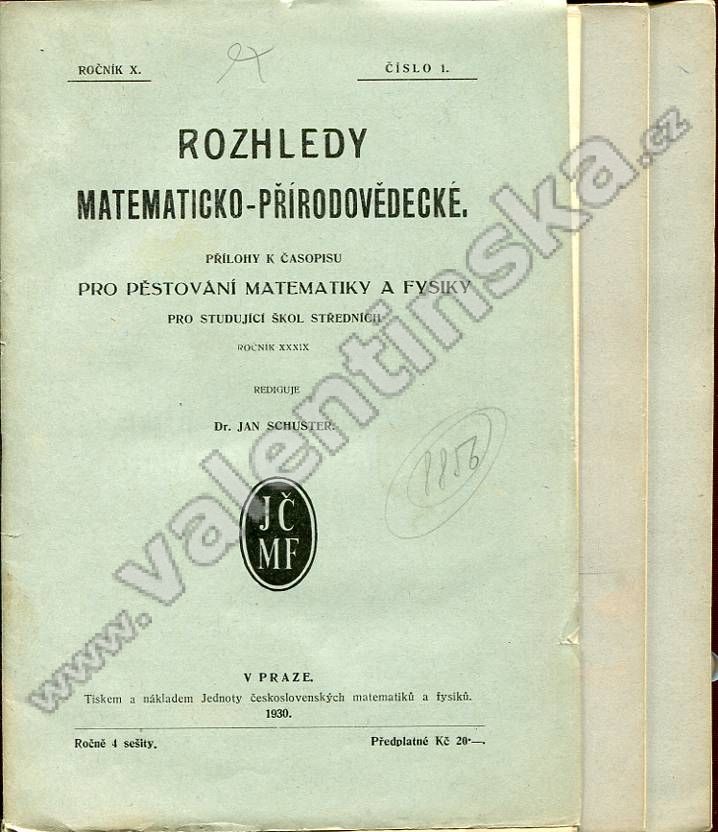 ROČNÍK X.
ČÍSLO 1.
ROZHLEDY
MATEMATICKO-PŘÍRODOVĚDECKÉ.
PŘÍLOHY K ČASOPISU
PRO PĚSTOVÁNÍ MATEMATIKY A FYSIKY
PRO STUDUJÍCÍ ŠKOL STŘEDNÍCH
ROČNÍK XXXIX
REDIGUJE
Dr. JAN SCHUSTER.
JČ
MF
V PRAZE.
Tiskem a nákladem Jednoty československých matematiků a fysiků.
1930.
Ročně 4 sešity.
Předplatné Kč 20·—.
www.valentinska.cz